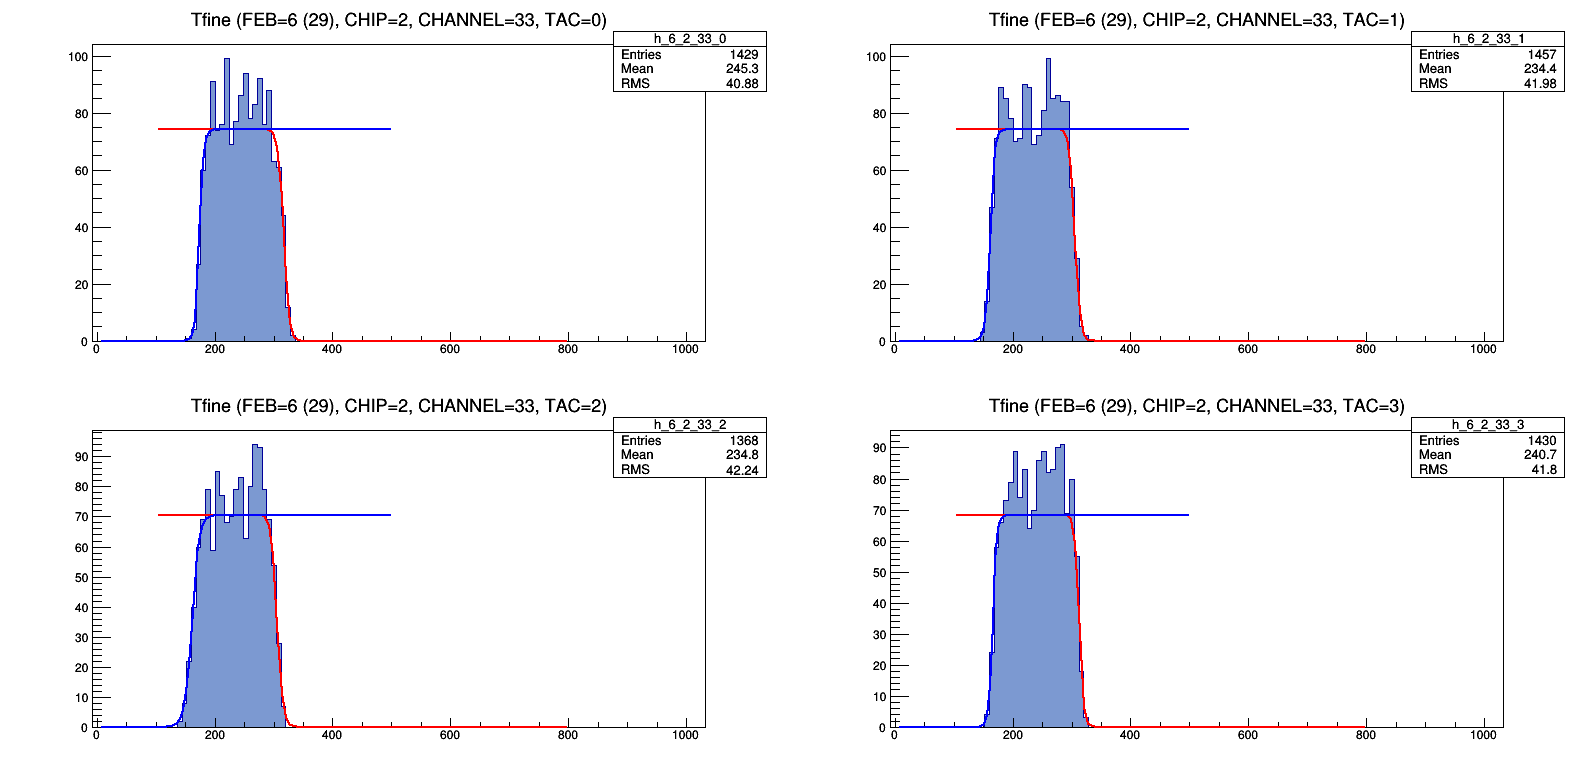 Tfine (FEB=6 (29), CHIP=2, CHANNEL=33, TAC=0)
h_6_2_33_0
Entries 1429
Mean 245.3
RMS 40.88
100
80
60
40
20
0
0 200 400 600 800 1000
Tfine (FEB=6 (29), CHIP=2, CHANNEL=33, TAC=1)
h_6_2_33_1
Entries 1457
Mean 234.4
RMS 41.98
100
80
60
40
20
0
0 200 400 600 800 1000
Tfine (FEB=6 (29), CHIP=2, CHANNEL=33, TAC=2)
h_6_2_33_2
Entries 1368
Mean 234.8
RMS 42.24
90
80
70
60
50
40
30
20
10
0
0 200 400 600 800 1000
Tfine (FEB=6 (29), CHIP=2, CHANNEL=33, TAC=3)
h_6_2_33_3
Entries 1430
Mean 240.7
RMS 41.8
90
80
70
60
50
40
30
20
10
0
0 200 400 600 800 1000